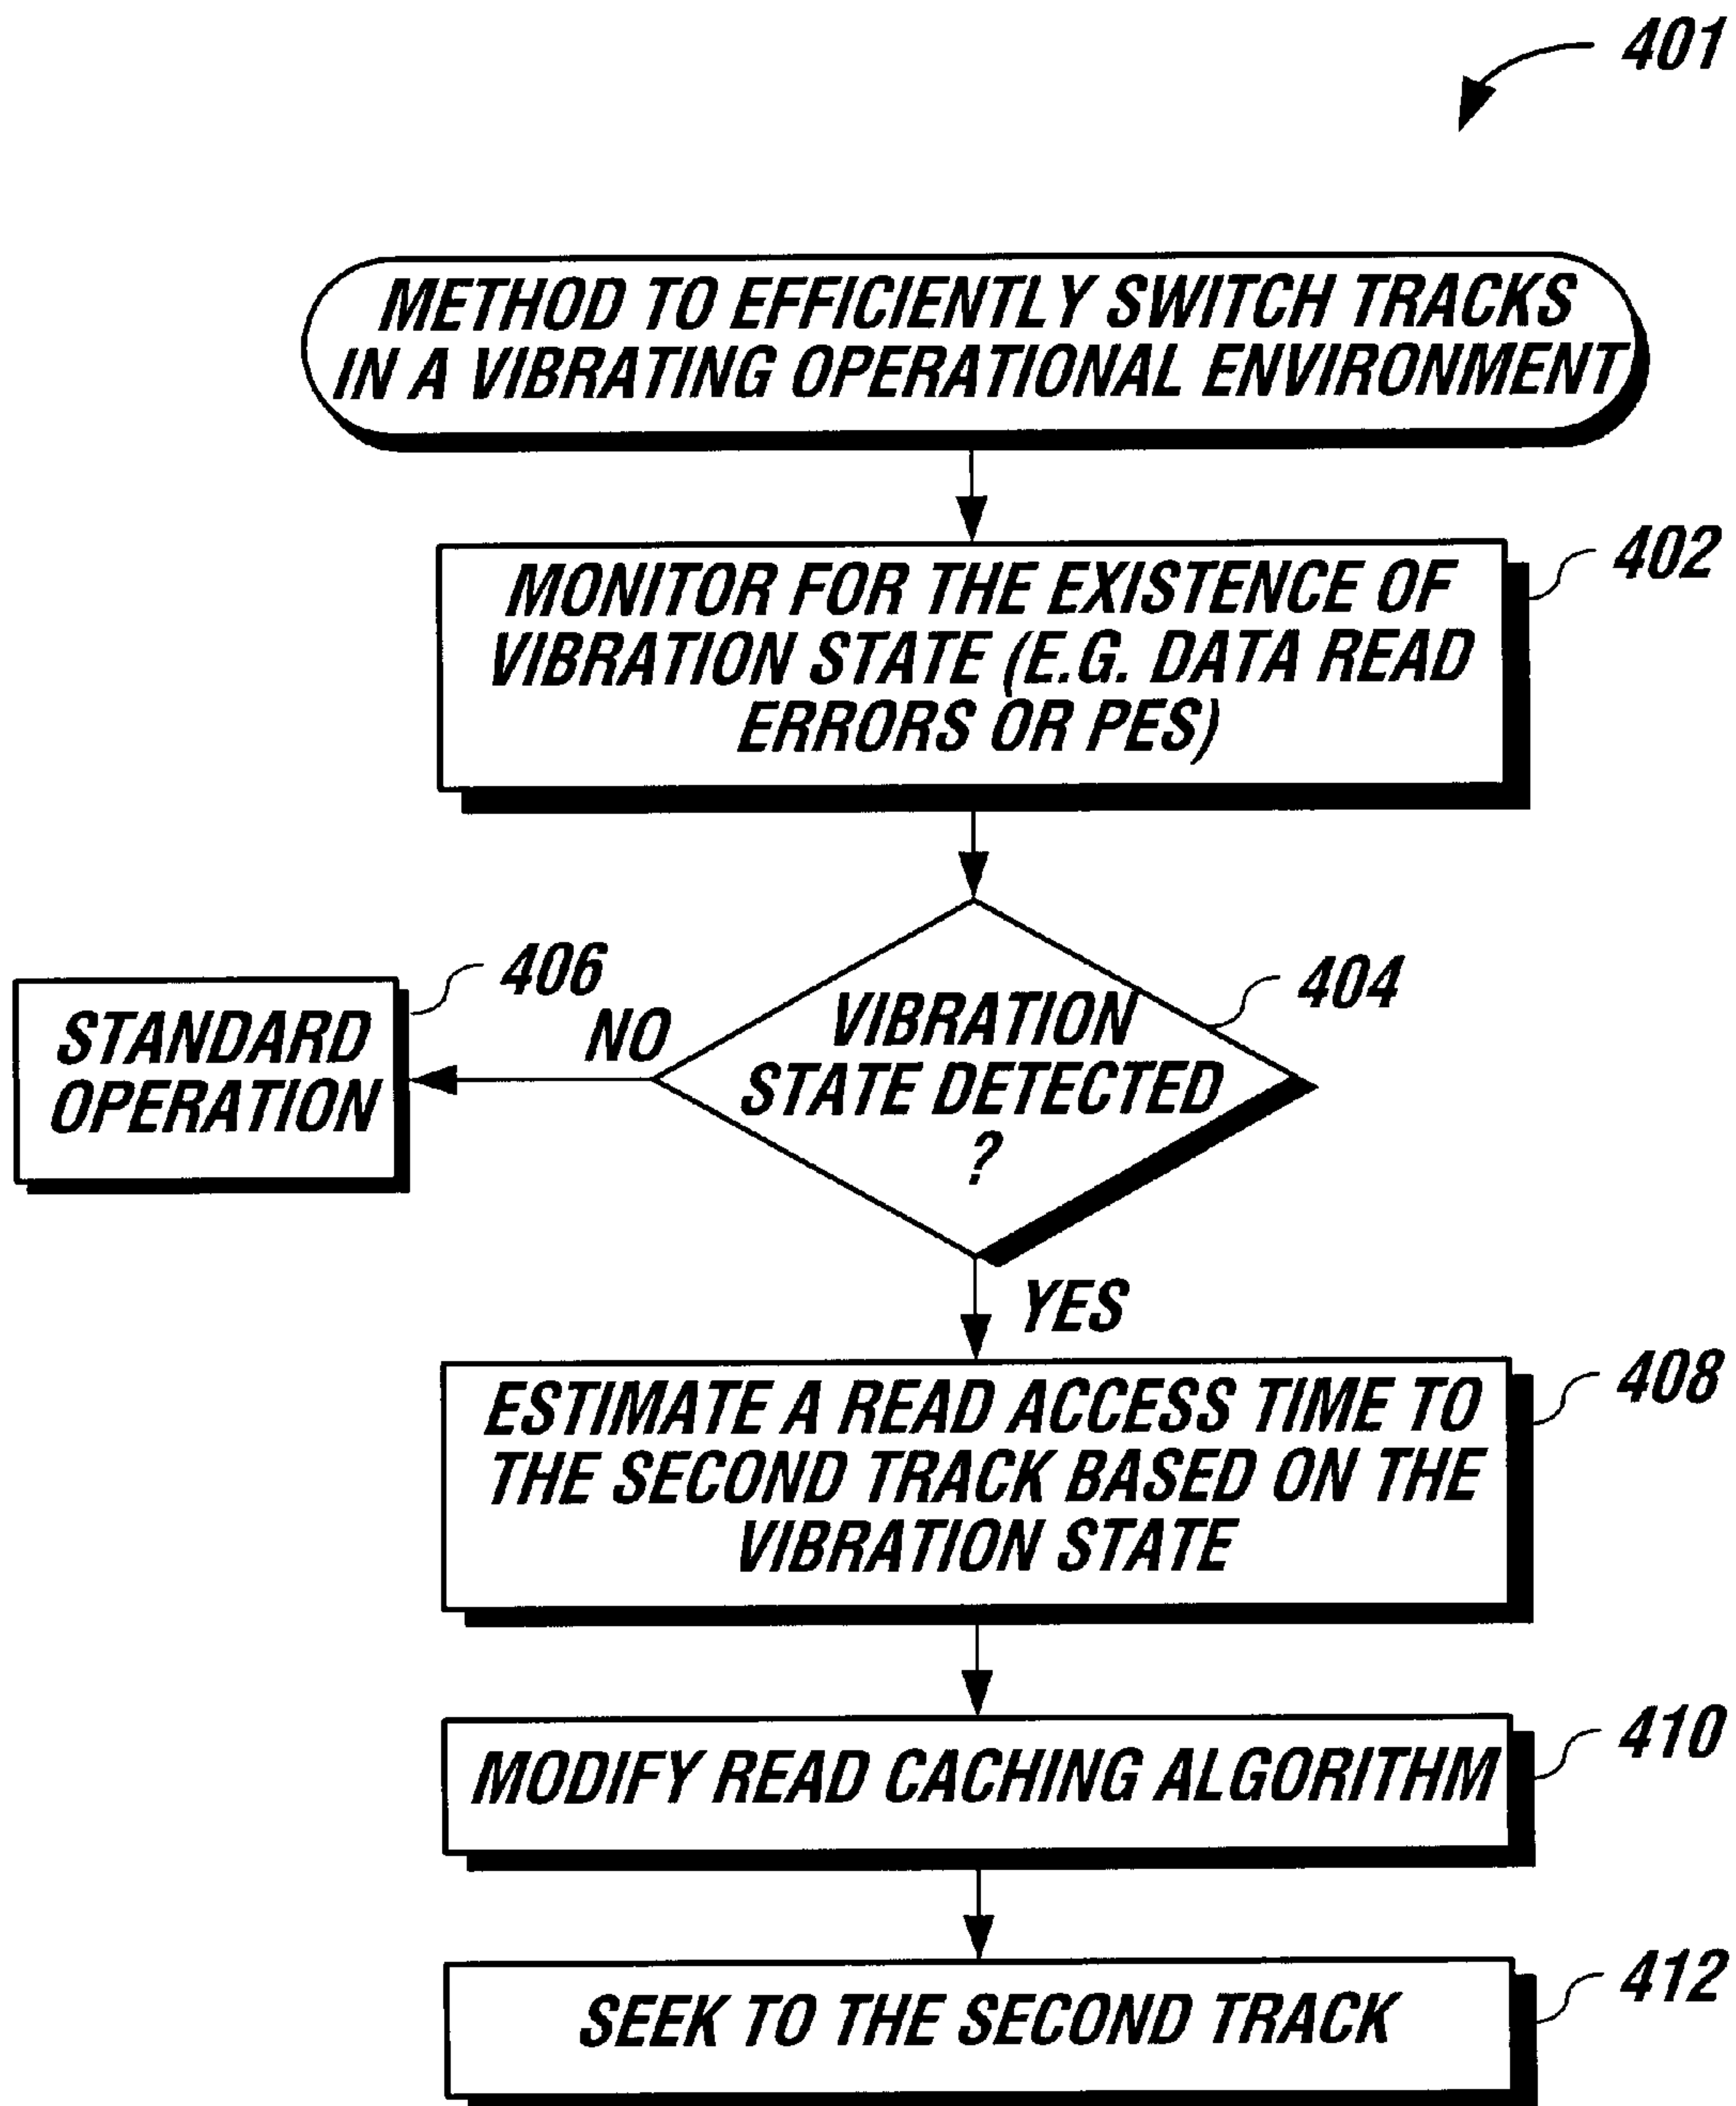 401
METHOD TO EFFICIENTLY SWITCH TRACKS
IN A VIBRATING OPERATIONAL ENVIRONMENT
402
MONITOR FOR THE EXISTENCE OF
VIBRATION STATE (E.G. DATA READ
ERRORS OR PES)
406
404
STANDARD
OPERATION
NO
VIBRATION
STATE DETECTED
?
YES
408
ESTIMATE A READ ACCESS TIME TO
THE SECOND TRACK BASED ON THE
VIBRATION STATE
410
MODIFY READ CACHING ALGORITHM
412
SEEK TO THE SECOND TRACK